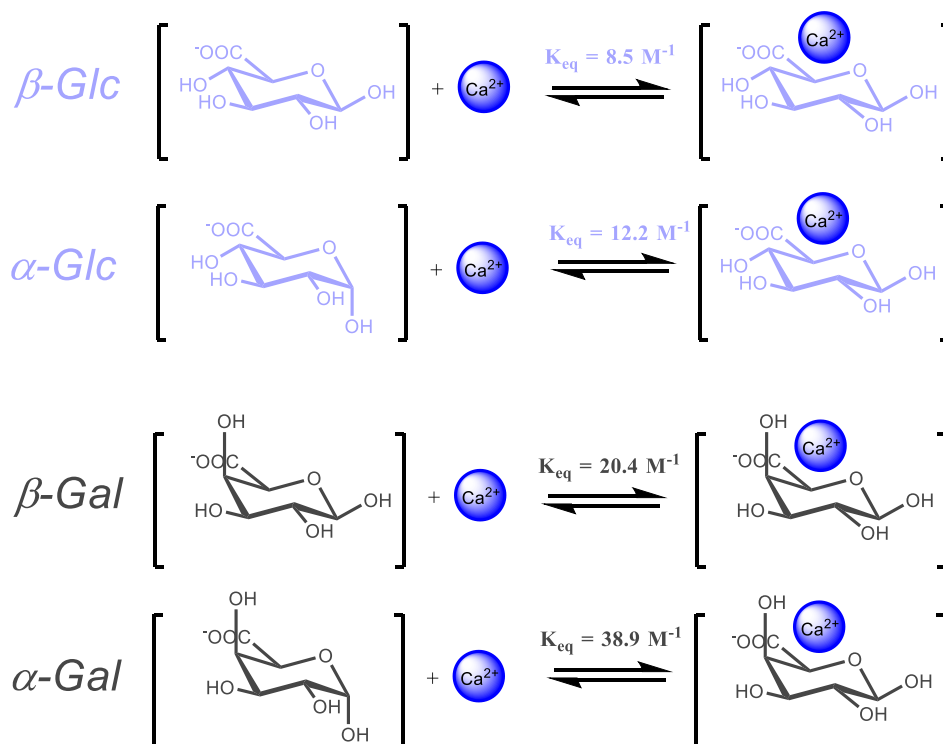 β-Glc
⁻OOC
HO
HO
O
OH
OH
+
Ca²⁺
K_eq = 8.5 M⁻¹
Ca²⁺
⁻OOC
HO
HO
O
OH
OH
α-Glc
⁻OOC
HO
HO
O
OH
OH
+
Ca²⁺
K_eq = 12.2 M⁻¹
Ca²⁺
⁻OOC
HO
HO
O
OH
OH
β-Gal
OH
⁻OOC
HO
O
OH
OH
+
Ca²⁺
K_eq = 20.4 M⁻¹
OH
Ca²⁺
⁻OOC
HO
O
OH
OH
α-Gal
OH
⁻OOC
HO
O
OH
OH
+
Ca²⁺
K_eq = 38.9 M⁻¹
OH
Ca²⁺
⁻OOC
HO
O
OH
OH